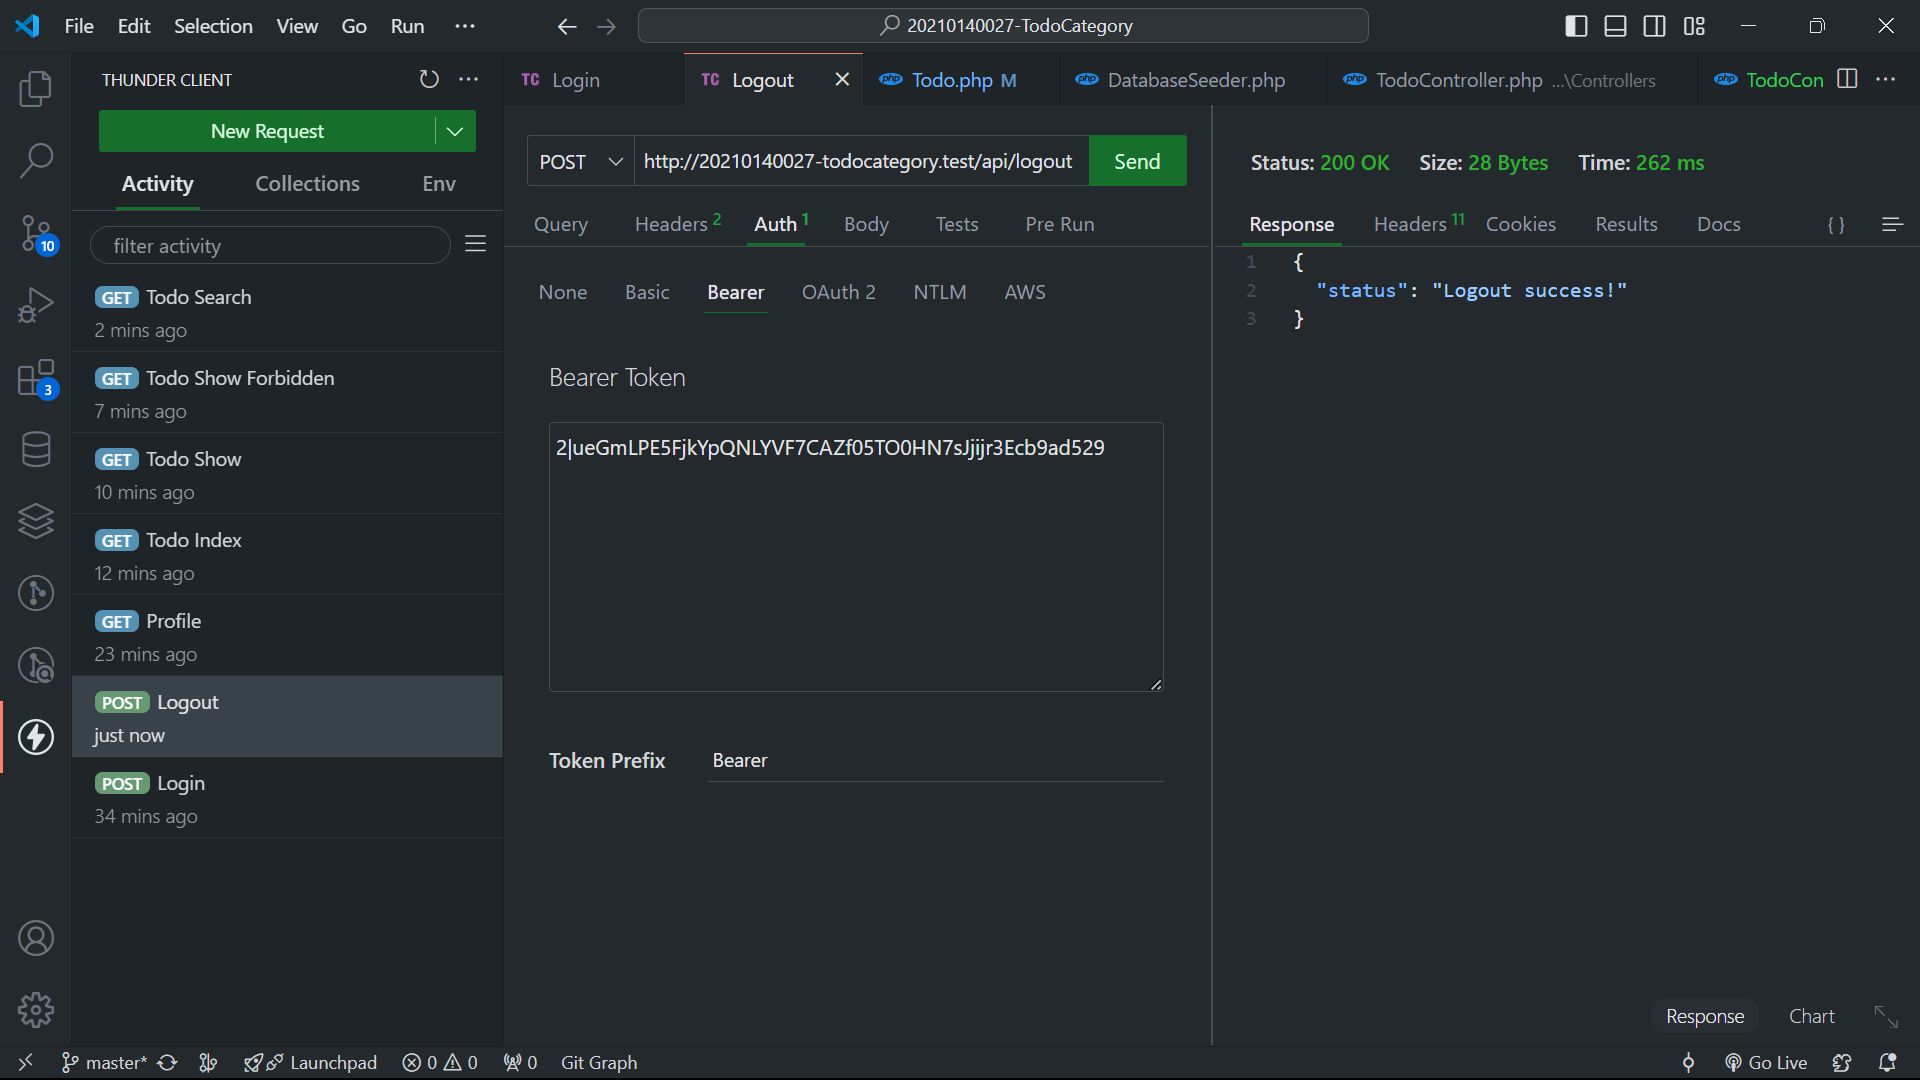 File Edit Selection View Go Run ···
20210140027-TodoCategory
THUNDER CLIENT
New Request
Activity Collections Env
filter activity
GET Todo Search
2 mins ago
GET Todo Show Forbidden
7 mins ago
GET Todo Show
10 mins ago
GET Todo Index
12 mins ago
GET Profile
23 mins ago
POST Logout
just now
POST Login
34 mins ago
10
3
TC Login
TC Logout
php Todo.php M
php DatabaseSeeder.php
php TodoController.php ...\Controllers
php TodoCon
POST http://20210140027-todocategory.test/api/logout Send
Query Headers 2 Auth 1 Body Tests Pre Run
None Basic Bearer OAuth 2 NTLM AWS
Bearer Token
2|ueGmLPE5FjkYpQNLYVF7CAZf05TO0HN7sJjijr3Ecb9ad529
Token Prefix Bearer
Status: 200 OK Size: 28 Bytes Time: 262 ms
Response Headers 11 Cookies Results Docs { }
1 {
2 "status": "Logout success!"
3 }
Response Chart
master* Launchpad 0 0 0 Git Graph
Go Live